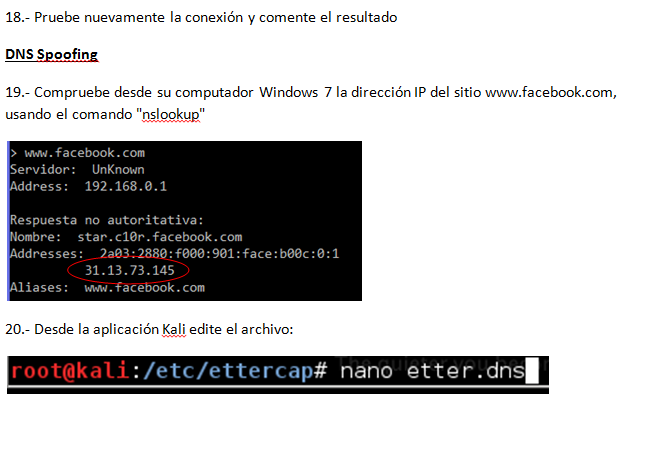 18.- Pruebe nuevamente la conexión y comente el resultado
DNS Spoofing
19.- Compruebe desde su computador Windows 7 la dirección IP del sitio www.facebook.com,
usando el comando "nslookup"
> www.facebook.com
Servidor:  UnKnown
Address:  192.168.0.1
Respuesta no autoritativa:
Nombre:  star.c10r.facebook.com
Addresses:  2a03:2880:f000:901:face:b00c:0:1
31.13.73.145
Aliases:  www.facebook.com
20.- Desde la aplicación Kali edite el archivo:
root@kali:/etc/ettercap# nano etter.dns